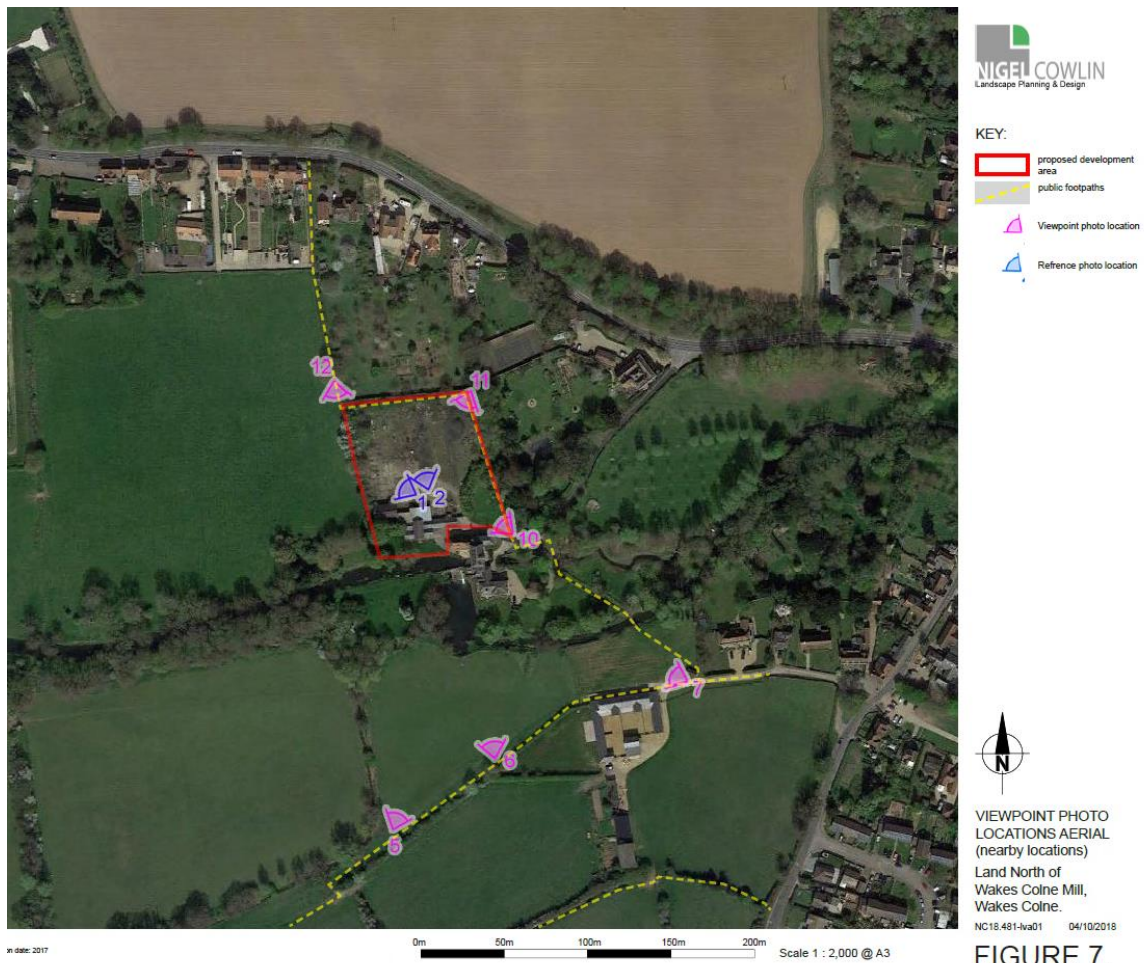 NIGEL COWLIN
Landscape Planning & Design
KEY:
proposed development
area
public footpaths
Viewpoint photo location
Refrence photo location
12
11
1 2
10
7
6
5
N
VIEWPOINT PHOTO
LOCATIONS AERIAL
(nearby locations)
Land North of
Wakes Colne Mill,
Wakes Colne.
NC18.481-lva01 04/10/2018
FIGURE 7
n date: 2017
0m 50m 100m 150m 200m
Scale 1 : 2,000 @ A3